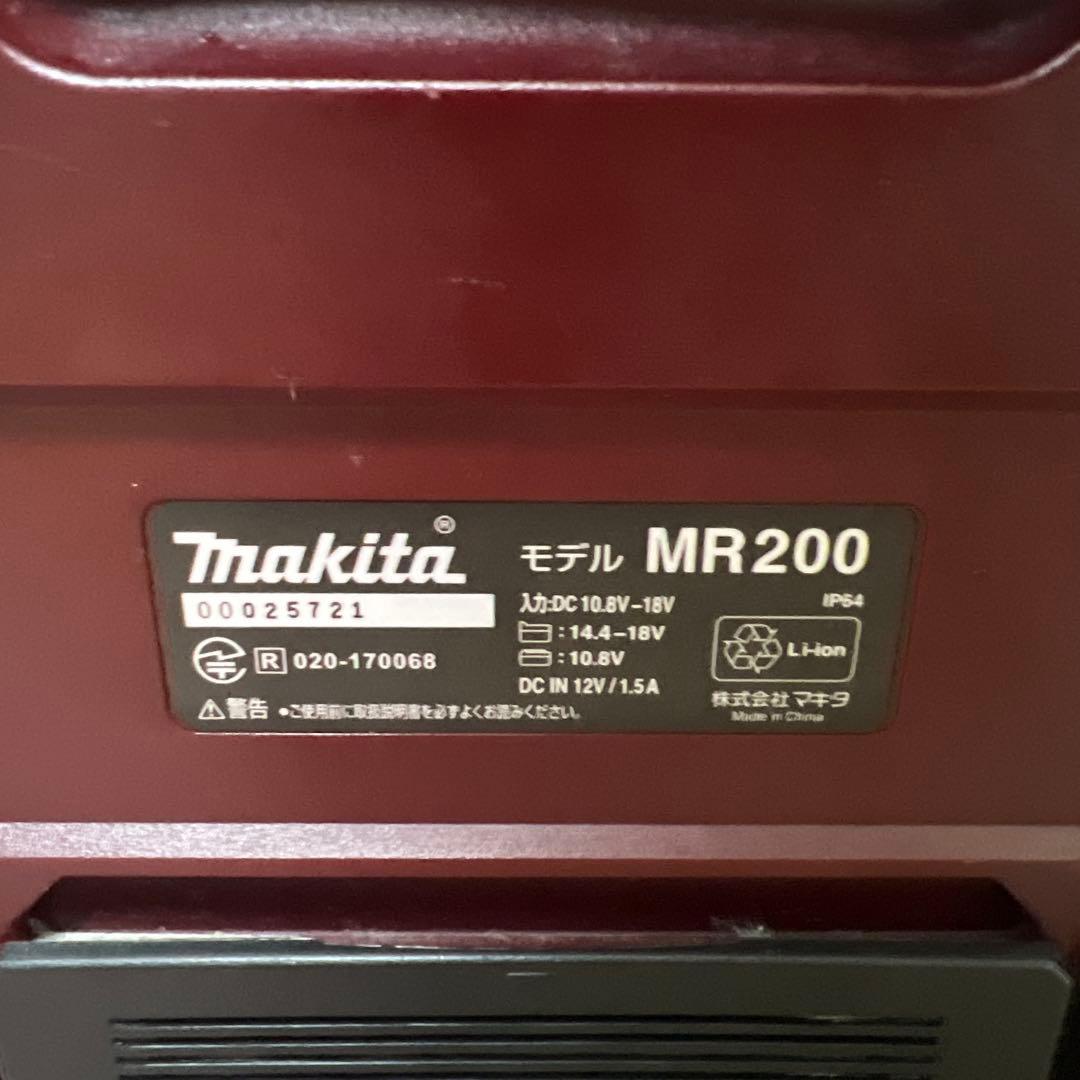 makita®
モデル MR200
00025721
入力:DC 10.8V-18V
IP64
:14.4-18V
Li-ion
R 020-170068
:10.8V
DC IN 12V/1.5A
株式会社マキタ
⚠警告 ●ご使用前に取扱説明書を必ずよくお読みください。
Made in China